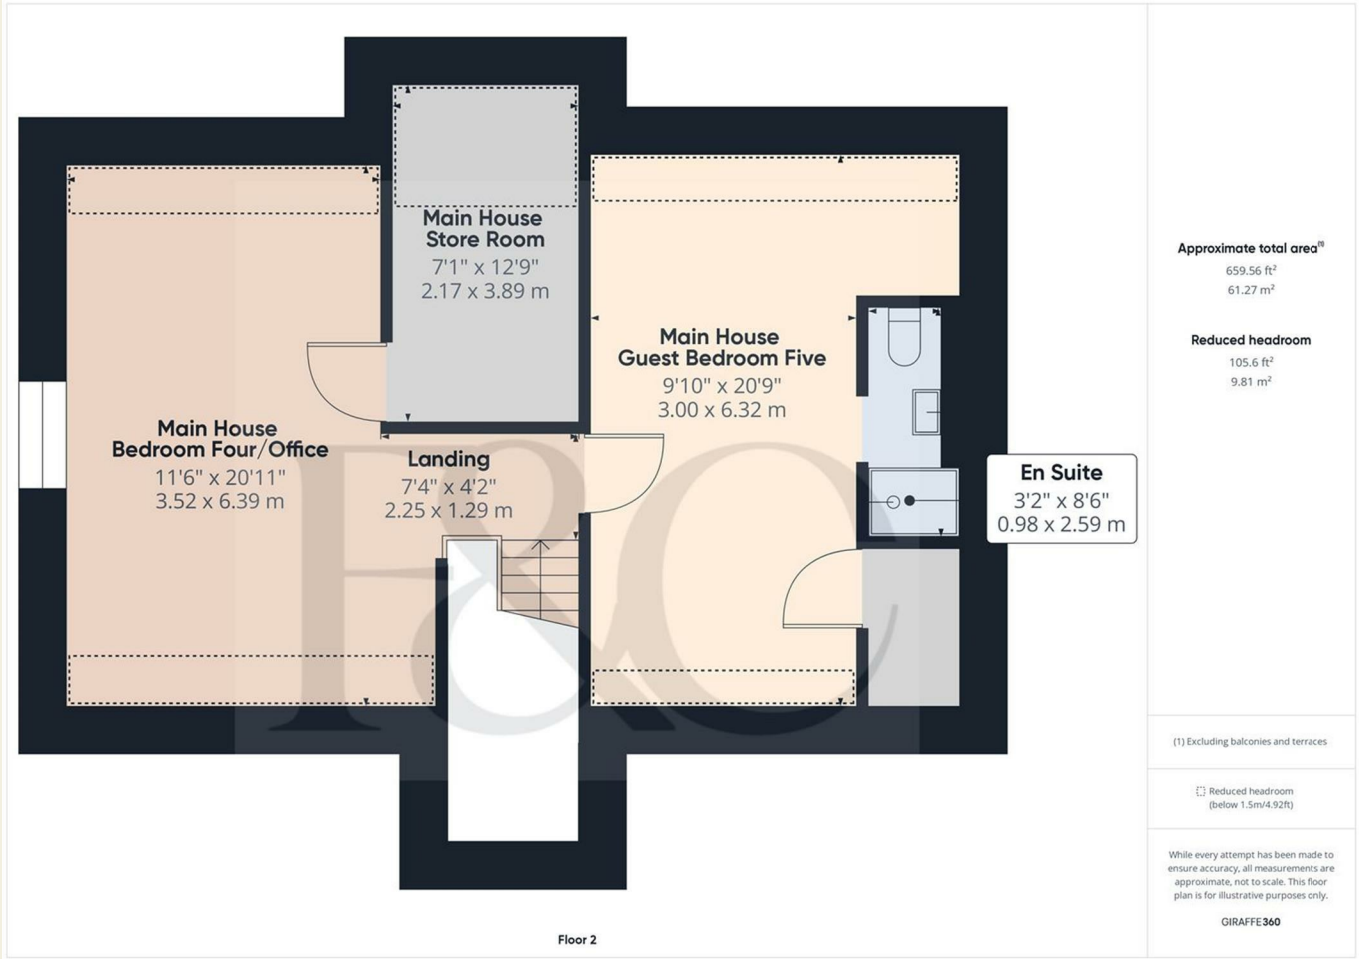 Main House
Store Room
7'1" x 12'9"
2.17 x 3.89 m
Main House
Guest Bedroom Five
9'10" x 20'9"
3.00 x 6.32 m
Main House
Bedroom Four/Office
11'6" x 20'11"
3.52 x 6.39 m
Landing
7'4" x 4'2"
2.25 x 1.29 m
En Suite
3'2" x 8'6"
0.98 x 2.59 m
F&C
Floor 2
Approximate total area(1)
659.56 ft²
61.27 m²
Reduced headroom
105.6 ft²
9.81 m²
(1) Excluding balconies and terraces
Reduced headroom
(below 1.5m/4.92ft)
While every attempt has been made to
ensure accuracy, all measurements are
approximate, not to scale. This floor
plan is for illustrative purposes only.
GIRAFFE360